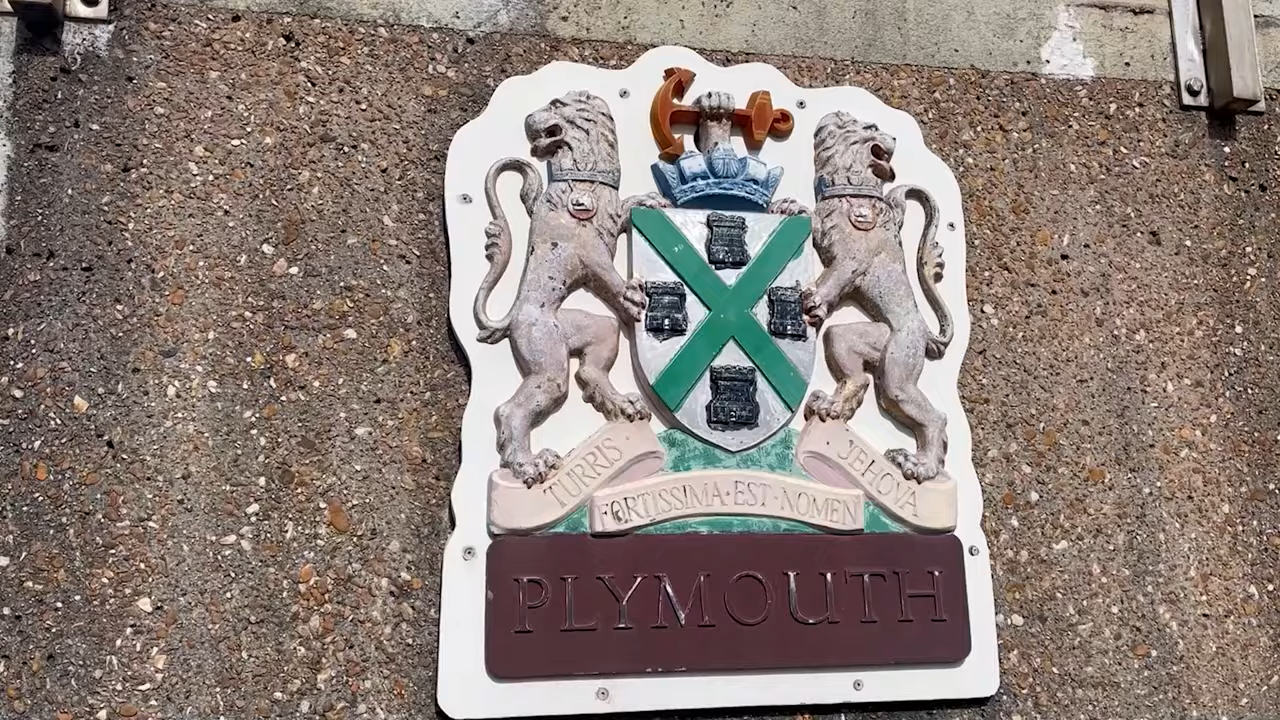 TURRIS · 
FORTISSIMA · EST · NOMEN
· JEHOVA
PLYMOUTH